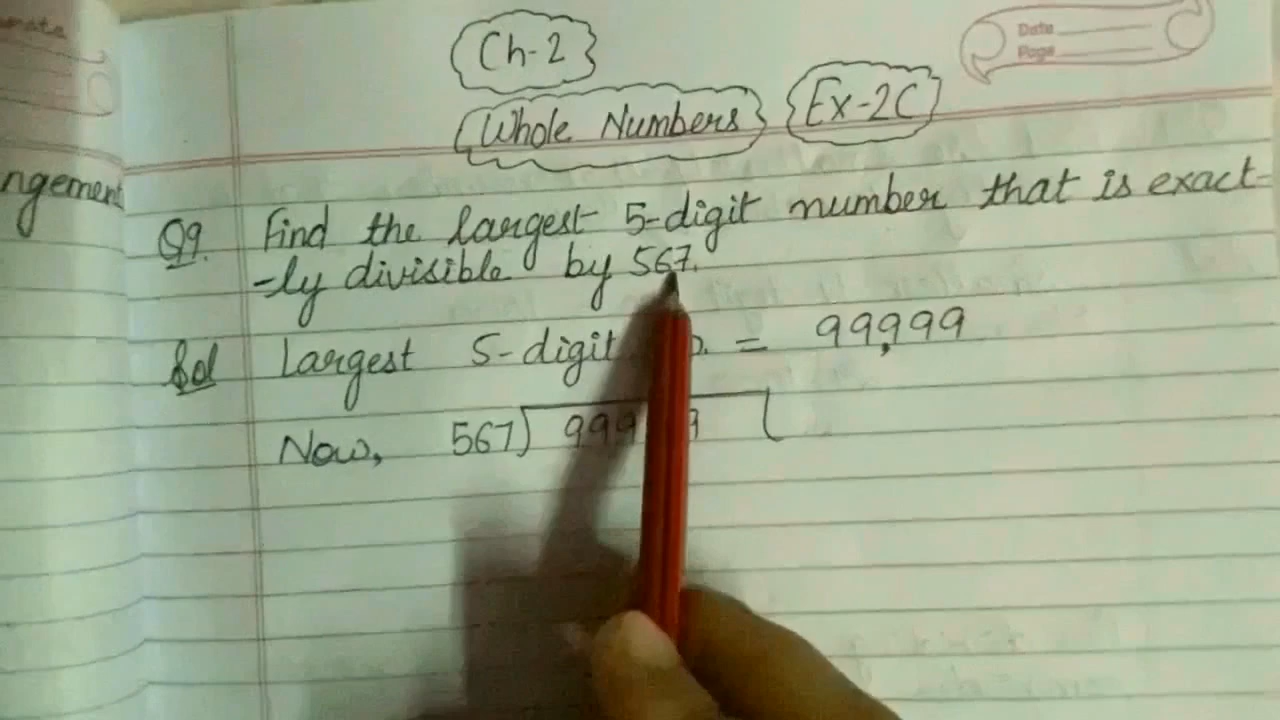 Ch-2
Date
Page
Whole Numbers
Ex-2C
ngement
Q9. Find the largest 5-digit number that is exact-
-ly divisible by 567.
Sol Largest 5-digit = 99,999
Now, 567) 999 9